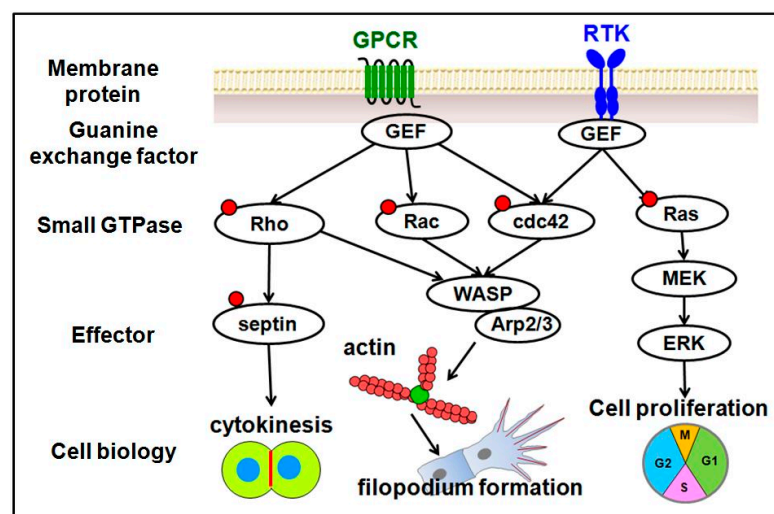 GPCR
RTK
Membrane
protein
Guanine
exchange factor
GEF
GEF
Small GTPase
Rho
Rac
cdc42
Ras
WASP
MEK
Effector
septin
Arp2/3
ERK
actin
Cell proliferation
cytokinesis
Cell biology
M
G2
G1
S
filopodium formation